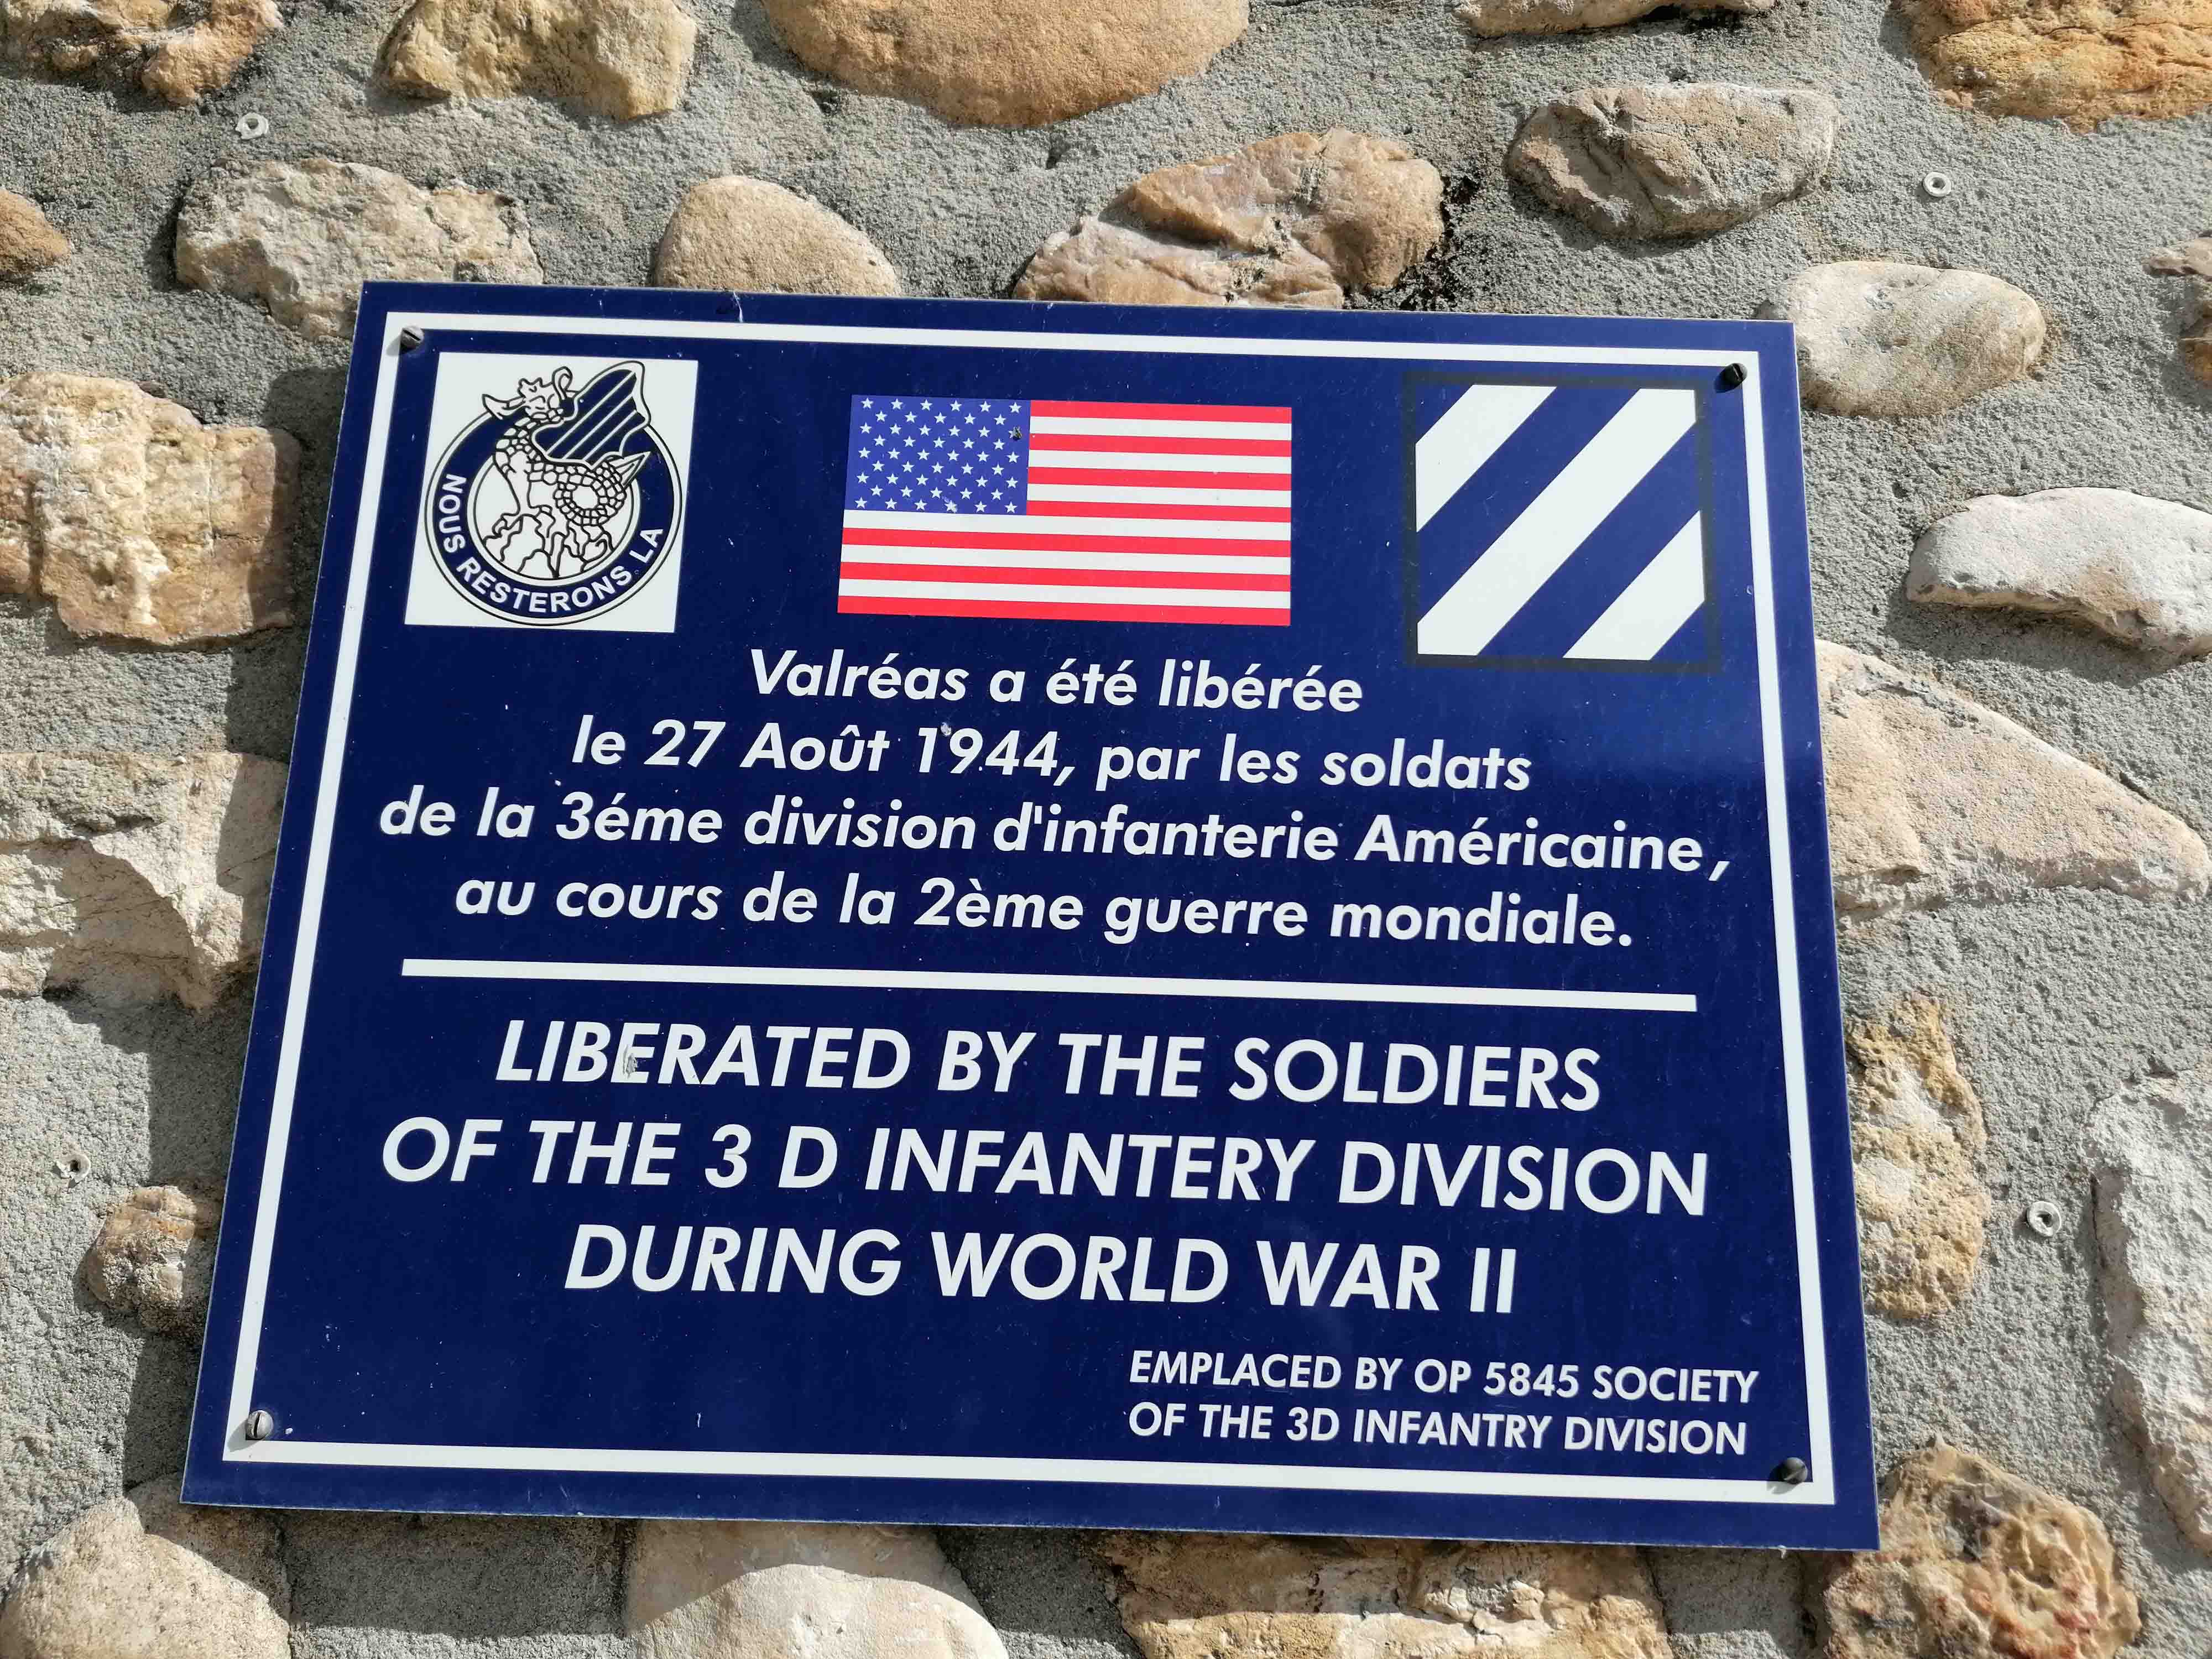 NOUS RESTERONS LA
Valréas a été libérée
le 27 Août 1944, par les soldats
de la 3éme division d'infanterie Américaine,
au cours de la 2ème guerre mondiale.
LIBERATED BY THE SOLDIERS
OF THE 3 D INFANTERY DIVISION
DURING WORLD WAR II
EMPLACED BY OP 5845 SOCIETY
OF THE 3D INFANTRY DIVISION